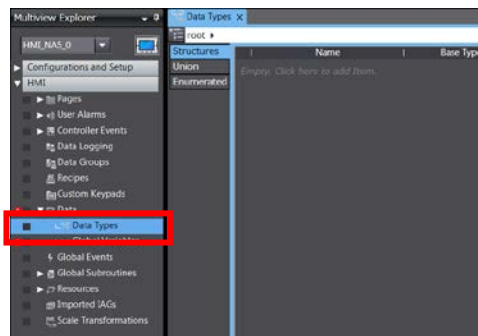 Multiview Explorer
Data Types
HMI_NA5_0
root
Structures
Name
Base Type
Configurations and Setup
Union
Empty. Click here to add Item.
HMI
Enumerated
Pages
User Alarms
Controller Events
Data Logging
Data Groups
Recipes
Custom Keypads
Data
Data Types
Global Variables
Global Events
Global Subroutines
Resources
Imported IAGs
Scale Transformations